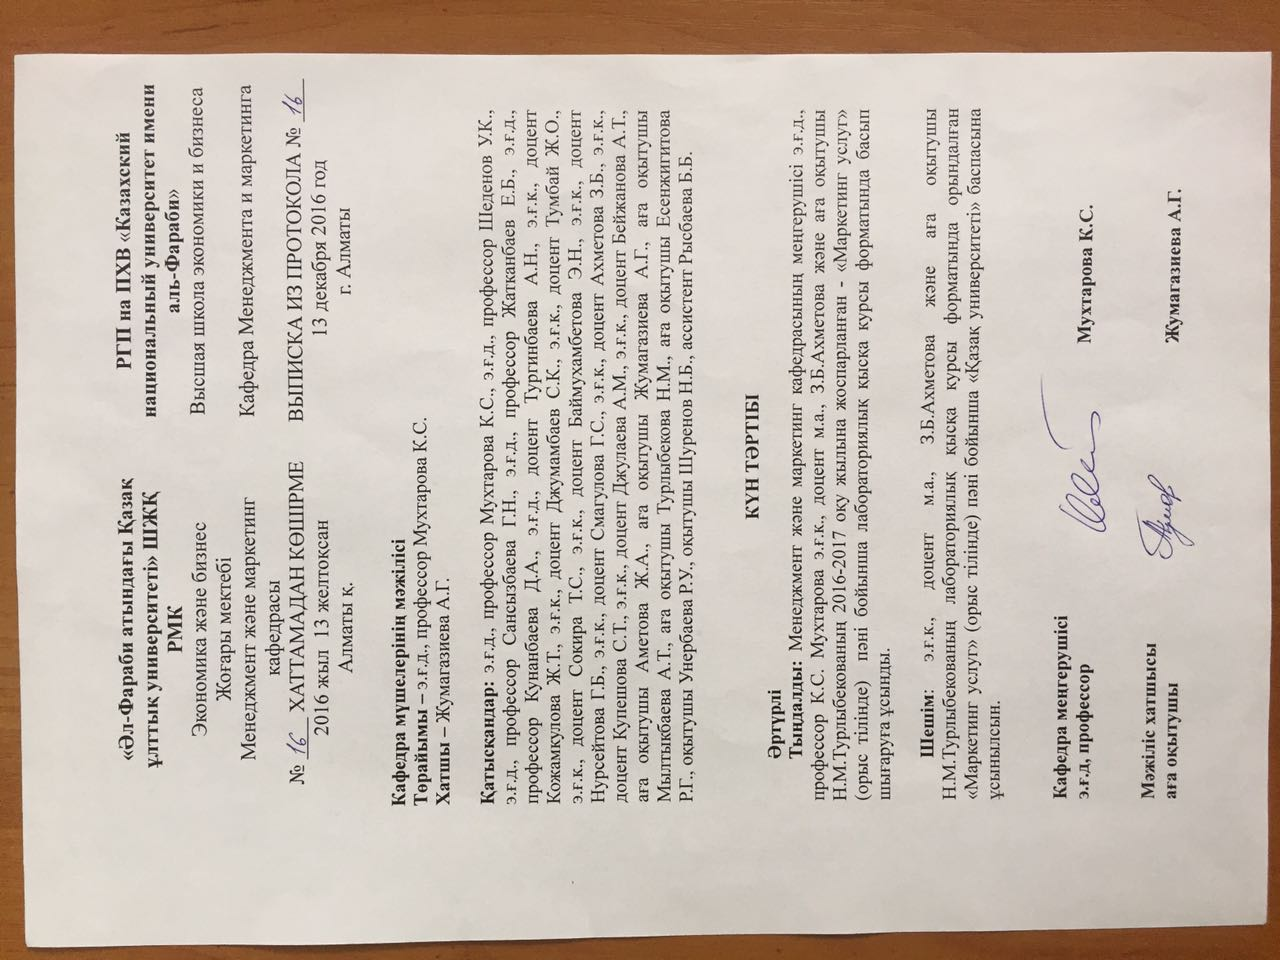 «Әл-Фараби атындағы Қазақ
ұлттық университеті» ШЖҚ
РМК
Экономика және бизнес
Жоғары мектебі
Менеджмент және маркетинг
кафедрасы
№ 16 ХАТТАМАДАН КӨШІРМЕ
2016 жыл 13 желтоқсан
Алматы қ.
РГП на ПХВ «Казахский
национальный университет имени
аль-Фараби»
Высшая школа экономики и бизнеса
Кафедра Менеджмента и маркетинга
ВЫПИСКА ИЗ ПРОТОКОЛА № 16
13 декабря 2016 год
г. Алматы
Кафедра мүшелерінің мәжілісі
Төрайымы – э.ғ.д., профессор Мухтарова К.С.
Хатшы – Жумагазиева А.Г.
Қатысқандар: э.ғ.д., профессор Мухтарова К.С., э.ғ.д., профессор Шеденов У.К.,
э.ғ.д., профессор Сансызбаева Г.Н., э.ғ.д., профессор Жатканбаев Е.Б., э.ғ.д.,
профессор Кунанбаева Д.А., э.ғ.д., доцент Тургинбаева А.Н., э.ғ.к., доцент
Кожамкулова Ж.Т., э.ғ.к., доцент Джумамбаев С.К., э.ғ.к., доцент Тумбай Ж.О.,
э.ғ.к., доцент Сокира Т.С., э.ғ.к., доцент Баймухамбетова Э.Н., э.ғ.к., доцент
Нурсейтова Г.Б., э.ғ.к., доцент Смагулова Г.С., э.ғ.к., доцент Ахметова З.Б., э.ғ.к.,
доцент Купешова С.Т., э.ғ.к., доцент Джулаева А.М., э.ғ.к., доцент Бейжанова А.Т.,
аға оқытушы Аметова Ж.А., аға оқытушы Жумагазиева А.Г., аға оқытушы
Мылтыкбаева А.Т., аға оқытушы Турлыбекова Н.М., аға оқытушы Есенжигитова
Р.Г., оқытушы Унербаева Р.У., оқытушы Шуренов Н.Б., ассистент Рысбаева Б.Б.
КҮН ТӘРТІБІ
Әртүрлі
Тыңдалды: Менеджмент және маркетинг кафедрасының меңгерушісі э.ғ.д.,
профессор К.С. Мухтарова э.ғ.к., доцент м.а., З.Б.Ахметова және аға оқытушы
Н.М.Турлыбекованың 2016-2017 оқу жылына жоспарланған - «Маркетинг услуг»
(орыс тілінде) пәні бойынша лабораториялық қысқа курсы форматында басып
шығаруға ұсынды.
Шешім: э.ғ.к., доцент м.а., З.Б.Ахметова және аға оқытушы
Н.М.Турлыбекованың лабораториялық қысқа курсы форматында орындалған
«Маркетинг услуг» (орыс тілінде) пәні бойынша «Қазақ университеті» баспасына
ұсынылсын.
Кафедра меңгерушісі
э.ғ.д, профессор Мухтарова К.С.
Мәжіліс хатшысы
аға оқытушы Жумагазиева А.Г.